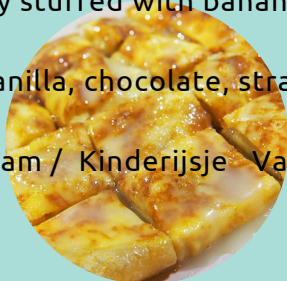 y stuffed with banan
anilla, chocolate, stra
am / Kinderijsje Va